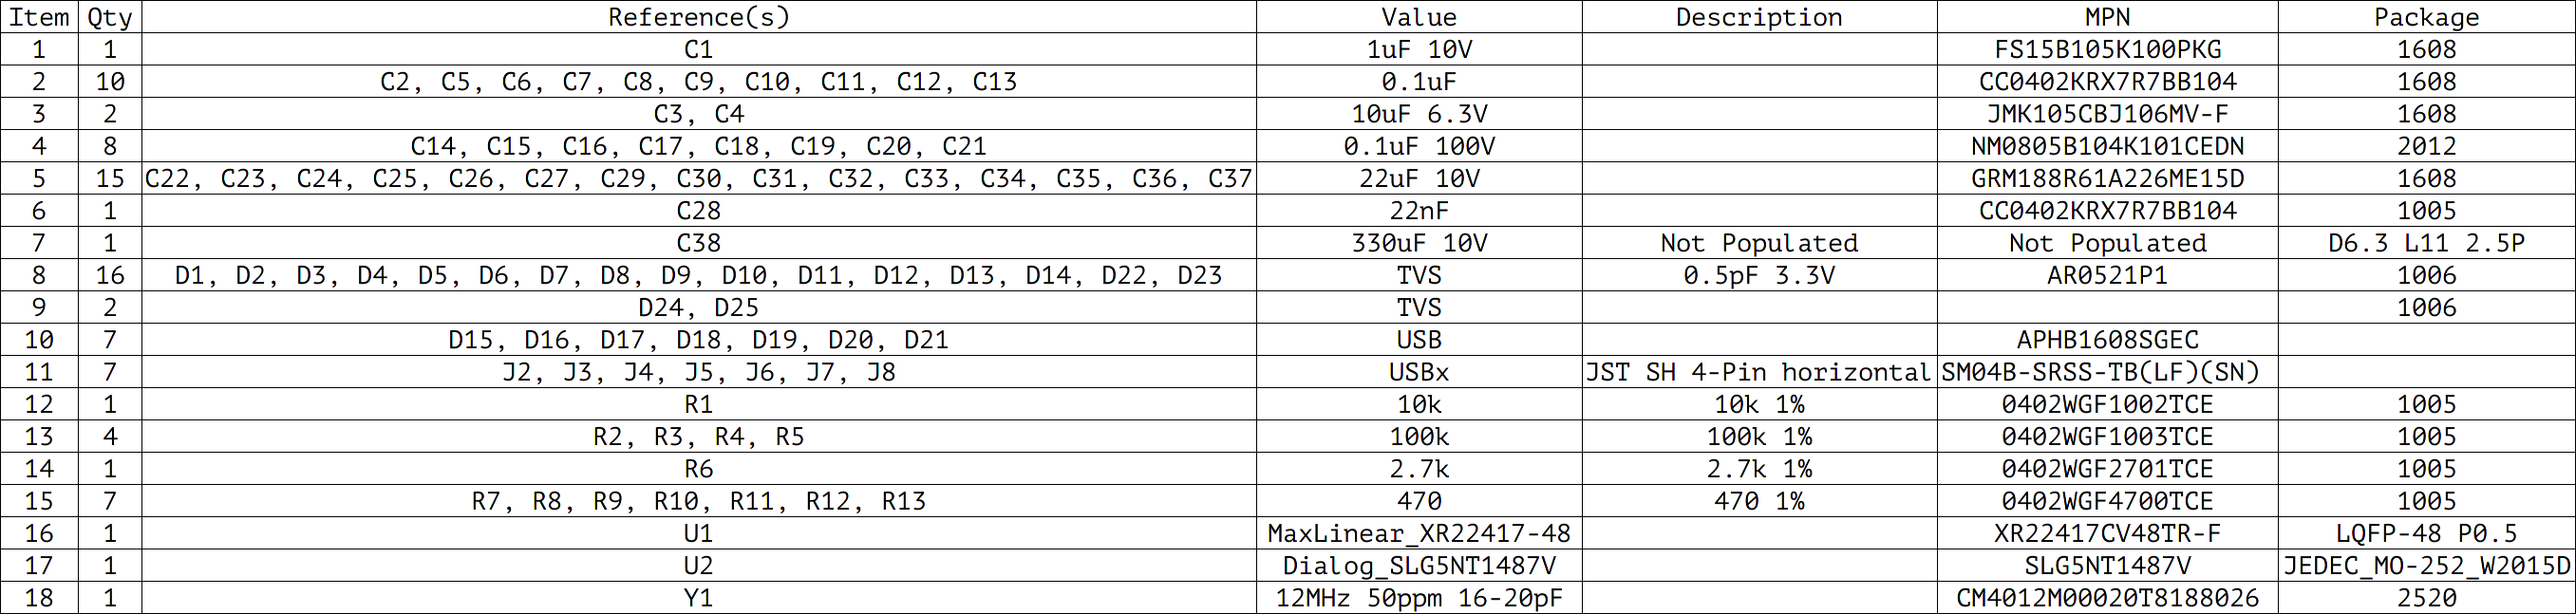 Item Qty Reference(s) Value Description MPN Package
1 1 C1 1uF 10V FS15B105K100PKG 1608
2 10 C2, C5, C6, C7, C8, C9, C10, C11, C12, C13 0.1uF CC0402KRX7R7BB104 1608
3 2 C3, C4 10uF 6.3V JMK105CBJ106MV-F 1608
4 8 C14, C15, C16, C17, C18, C19, C20, C21 0.1uF 100V NM0805B104K101CEDN 2012
5 15 C22, C23, C24, C25, C26, C27, C29, C30, C31, C32, C33, C34, C35, C36, C37 22uF 10V GRM188R61A226ME15D 1608
6 1 C28 22nF CC0402KRX7R7BB104 1005
7 1 C38 330uF 10V Not Populated Not Populated D6.3 L11 2.5P
8 16 D1, D2, D3, D4, D5, D6, D7, D8, D9, D10, D11, D12, D13, D14, D22, D23 TVS 0.5pF 3.3V AR0521P1 1006
9 2 D24, D25 TVS 1006
10 7 D15, D16, D17, D18, D19, D20, D21 USB APHB1608SGEC
11 7 J2, J3, J4, J5, J6, J7, J8 USBx JST SH 4-Pin horizontal SM04B-SRSS-TB(LF)(SN)
12 1 R1 10k 10k 1% 0402WGF1002TCE 1005
13 4 R2, R3, R4, R5 100k 100k 1% 0402WGF1003TCE 1005
14 1 R6 2.7k 2.7k 1% 0402WGF2701TCE 1005
15 7 R7, R8, R9, R10, R11, R12, R13 470 470 1% 0402WGF4700TCE 1005
16 1 U1 MaxLinear_XR22417-48 XR22417CV48TR-F LQFP-48 P0.5
17 1 U2 Dialog_SLG5NT1487V SLG5NT1487V JEDEC_MO-252_W2015D
18 1 Y1 12MHz 50ppm 16-20pF CM4012M00020T8188026 2520